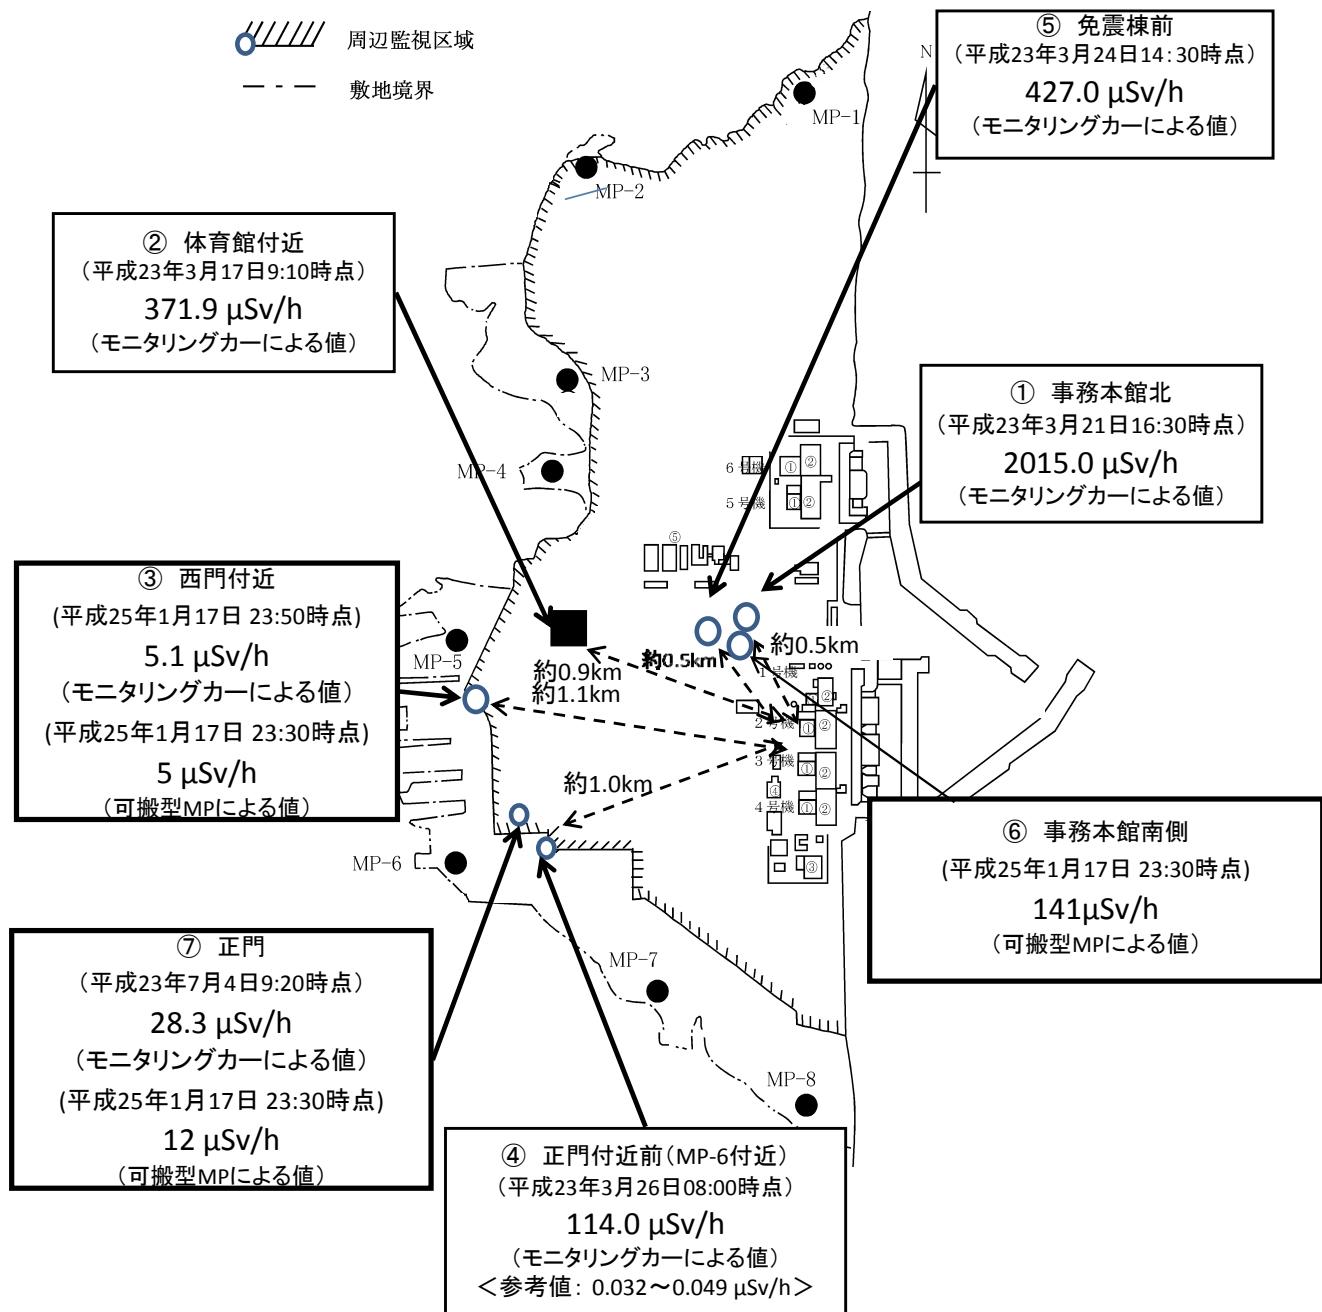 周辺監視区域
敷地境界
⑤ 免震棟前
(平成23年3月24日14:30時点)
427.0 μSv/h
(モニタリングカーによる値)
N
MP-1
MP-2
② 体育館付近
(平成23年3月17日9:10時点)
371.9 μSv/h
(モニタリングカーによる値)
MP-3
MP-4
① 事務本館北
(平成23年3月21日16:30時点)
2015.0 μSv/h
(モニタリングカーによる値)
6号機
① ②
5号機
① ②
⑤
③ 西門付近
(平成25年1月17日 23:50時点)
5.1 μSv/h
(モニタリングカーによる値)
(平成25年1月17日 23:30時点)
5 μSv/h
(可搬型MPによる値)
MP-5
約0.9km
約1.1km
約0.5km
約0.5km
1号機
②
2号機
① ②
3号機
① ②
④
4号機
① ②
③
約1.0km
MP-6
⑥ 事務本館南側
(平成25年1月17日 23:30時点)
141μSv/h
(可搬型MPによる値)
⑦ 正門
(平成23年7月4日9:20時点)
28.3 μSv/h
(モニタリングカーによる値)
(平成25年1月17日 23:30時点)
12 μSv/h
(可搬型MPによる値)
MP-7
MP-8
④ 正門付近前(MP-6付近)
(平成23年3月26日08:00時点)
114.0 μSv/h
(モニタリングカーによる値)
<参考値: 0.032～0.049 μSv/h>